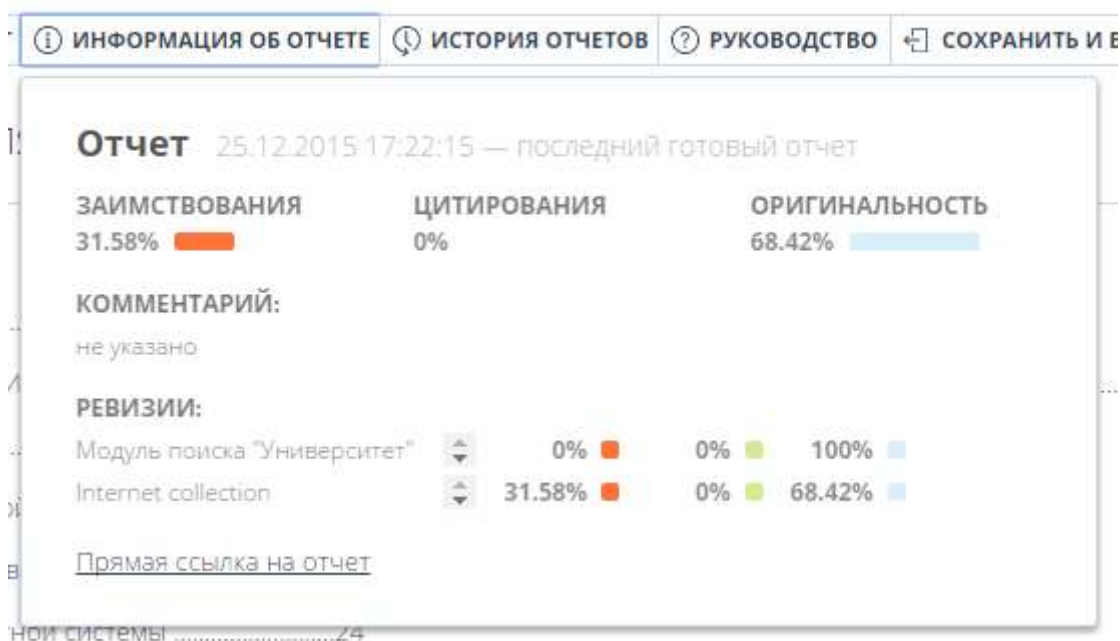 ИНФОРМАЦИЯ ОБ ОТЧЕТЕ ИСТОРИЯ ОТЧЕТОВ РУКОВОДСТВО СОХРАНИТЬ И В
Отчет 25.12.2015 17:22:15 — последний готовый отчет
ЗАИМСТВОВАНИЯ ЦИТИРОВАНИЯ ОРИГИНАЛЬНОСТЬ
31.58% 0% 68.42%
КОММЕНТАРИЙ:
не указано
РЕВИЗИИ:
Модуль поиска "Университет" 0% 0% 100%
Internet collection 31.58% 0% 68.42%
Прямая ссылка на отчет
ной системы ........................24